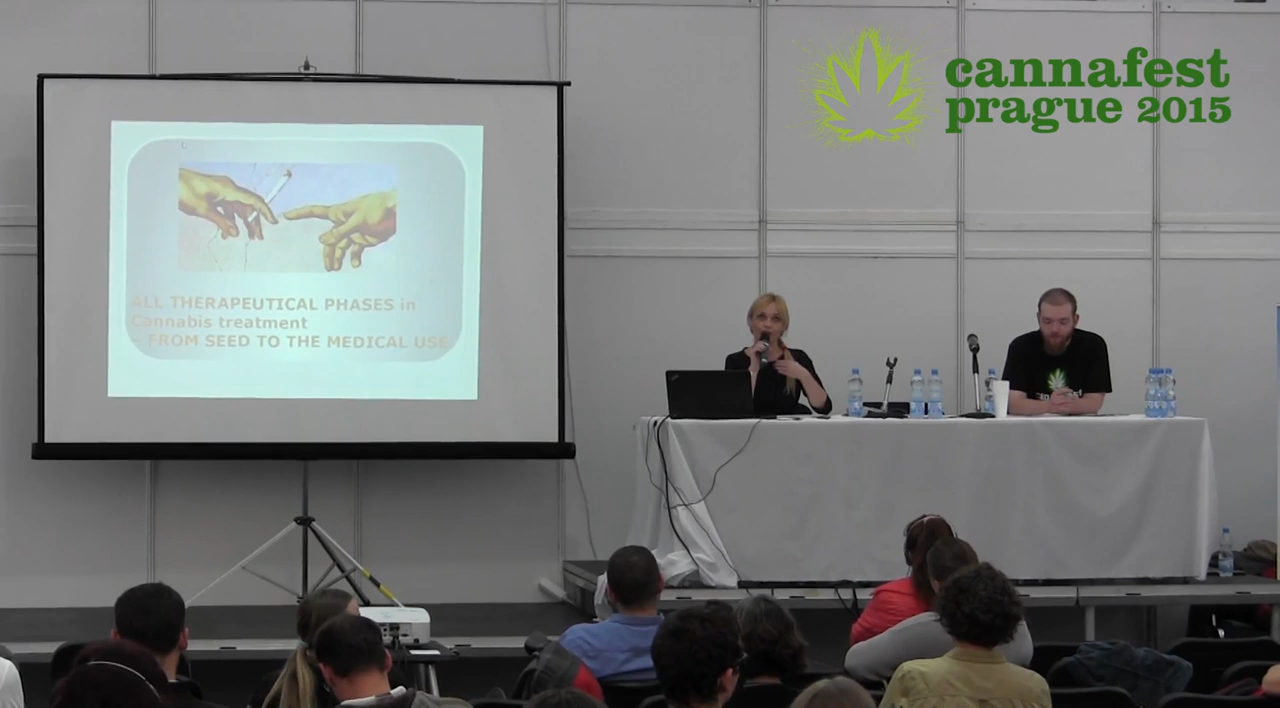 cannafest
prague 2015
ALL THERAPEUTICAL PHASES in
Cannabis treatment
- FROM SEED TO THE MEDICAL USE